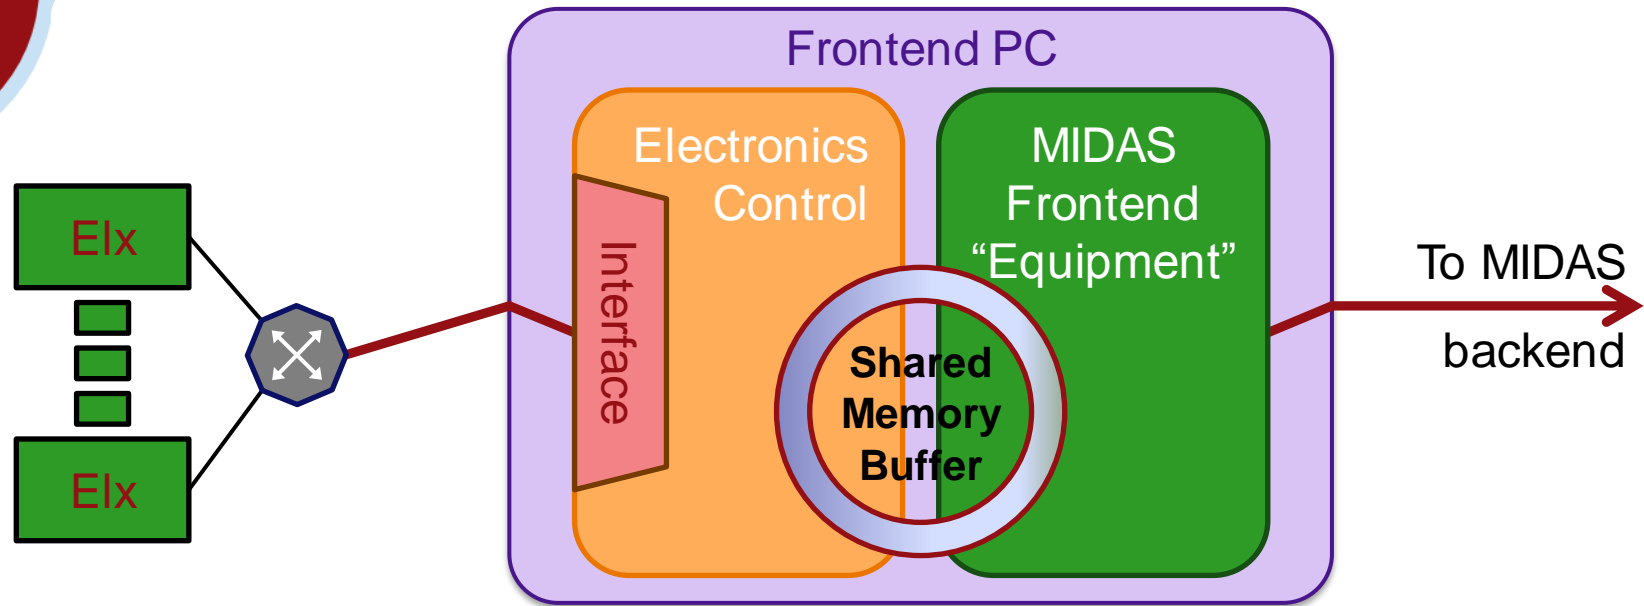 Frontend PC
Electronics
Control
MIDAS
Frontend
“Equipment”
Elx
Elx
Interface
Shared
Memory
Buffer
To MIDAS
backend